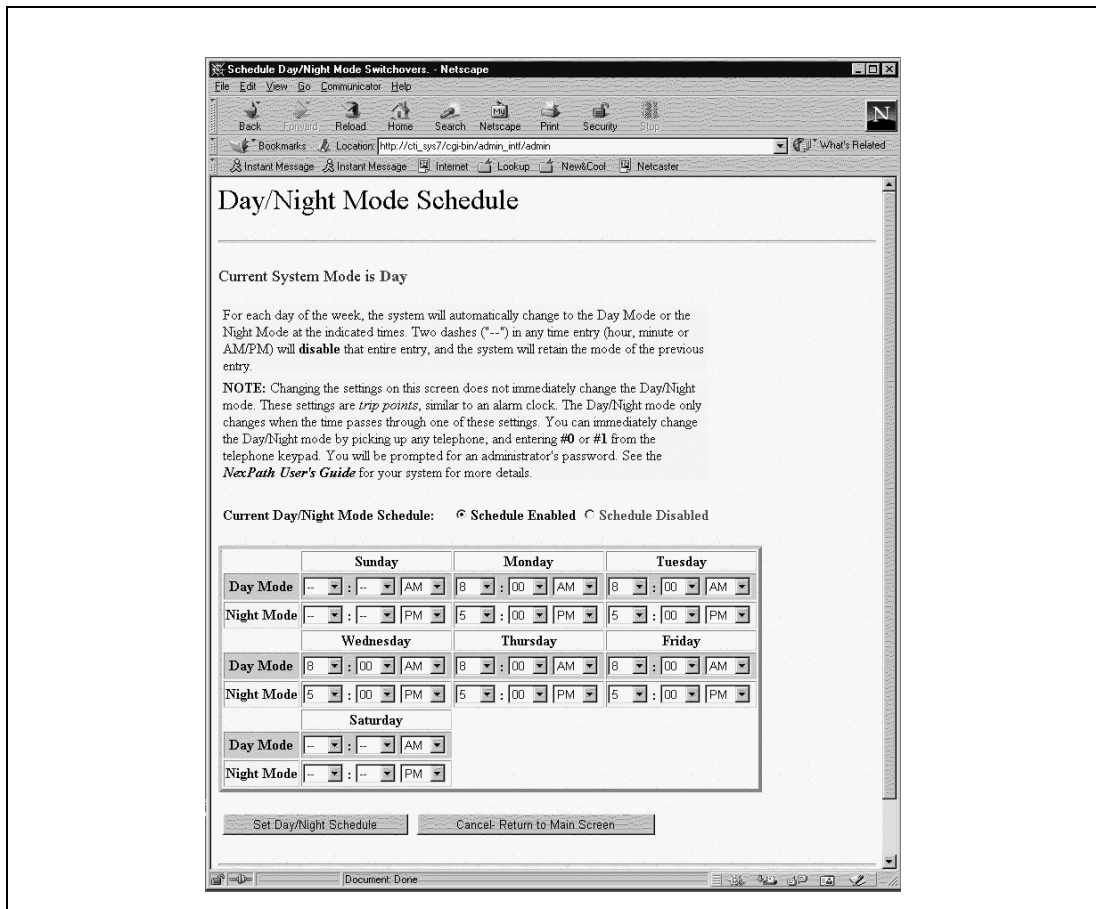 Schedule Day/Night Mode Switchovers. - Netscape
File Edit View Go Communicator Help
Back Forward Reload Home Search Netscape Print Security Stop
My
N
Bookmarks Location: http://cti_sys7/cgi-bin/admin_intf/admin What's Related
Instant Message Instant Message Internet Lookup New&Cool Netcaster
Day/Night Mode Schedule
Current System Mode is Day
For each day of the week, the system will automatically change to the Day Mode or the
Night Mode at the indicated times. Two dashes ("--") in any time entry (hour, minute or
AM/PM) will disable that entire entry, and the system will retain the mode of the previous
entry.
NOTE: Changing the settings on this screen does not immediately change the Day/Night
mode. These settings are trip points, similar to an alarm clock. The Day/Night mode only
changes when the time passes through one of these settings. You can immediately change
the Day/Night mode by picking up any telephone, and entering #0 or #1 from the
telephone keypad. You will be prompted for an administrator's password. See the
NexPath User's Guide for your system for more details.
Current Day/Night Mode Schedule: Schedule Enabled Schedule Disabled
Sunday Monday Tuesday
Day Mode -- : -- AM 8 : 00 AM 8 : 00 AM
Night Mode -- : -- PM 5 : 00 PM 5 : 00 PM
Wednesday Thursday Friday
Day Mode 8 : 00 AM 8 : 00 AM 8 : 00 AM
Night Mode 5 : 00 PM 5 : 00 PM 5 : 00 PM
Saturday
Day Mode -- : -- AM
Night Mode -- : -- PM
Set Day/Night Schedule Cancel- Return to Main Screen
Document: Done